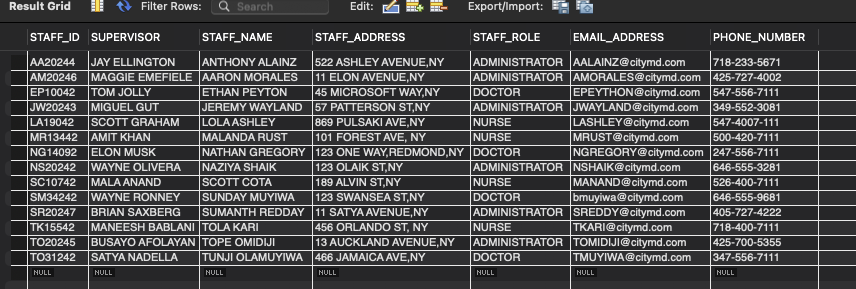 Result Grid Filter Rows: Search Edit: Export/Import:
STAFF_ID SUPERVISOR STAFF_NAME STAFF_ADDRESS STAFF_ROLE EMAIL_ADDRESS PHONE_NUMBER
AA20244 JAY ELLINGTON ANTHONY ALAINZ 522 ASHLEY AVENUE,NY ADMINISTRATOR AALAINZ@citymd.com 718-233-5671
AM20246 MAGGIE EMEFIELE AARON MORALES 11 ELON AVENUE,NY ADMINISTRATOR AMORALES@citymd.com 425-727-4002
EP10042 TOM JOLLY ETHAN PEYTON 45 MICROSOFT WAY,NY DOCTOR EPEYTHON@citymd.com 547-556-7111
JW20243 MIGUEL GUT JEREMY WAYLAND 57 PATTERSON ST,NY ADMINISTRATOR JWAYLAND@citymd.com 349-552-3081
LA19042 SCOTT GRAHAM LOLA ASHLEY 869 PULSAKI AVE,NY NURSE LASHLEY@citymd.com 547-4007-111
MR13442 AMIT KHAN MALANDA RUST 101 FOREST AVE, NY NURSE MRUST@citymd.com 500-420-7111
NG14092 ELON MUSK NATHAN GREGORY 123 ONE WAY,REDMOND,NY DOCTOR NGREGORY@citymd.com 247-556-7111
NS20242 WAYNE OLIVERA NAZIYA SHAIK 123 OLAIK ST,NY ADMINISTRATOR NSHAIK@citymd.com 646-555-3281
SC10742 MALA ANAND SCOTT COTA 189 ALVIN ST,NY NURSE MANAND@citymd.com 526-400-7111
SM34242 WAYNE RONNEY SUNDAY MUYIWA 123 SWANSEA ST,NY DOCTOR bmuyiwa@citymd.com 646-555-9681
SR20247 BRIAN SAXBERG SUMANTH REDDAY 11 SATYA AVENUE,NY ADMINISTRATOR SREDDY@citymd.com 405-727-4222
TK15542 MANEESH BABLANI TOLA KARI 456 ORLANDO ST, NY NURSE TKARI@citymd.com 718-400-7111
TO20245 BUSAYO AFOLAYAN TOPE OMIDIJI 13 AUCKLAND AVENUE,NY ADMINISTRATOR TOMIDIJI@citymd.com 425-700-5355
TO31242 SATYA NADELLA TUNJI OLAMUYIWA 466 JAMAICA AVE,NY DOCTOR TMUYIWA@citymd.com 347-556-7111
NULL NULL NULL NULL NULL NULL NULL